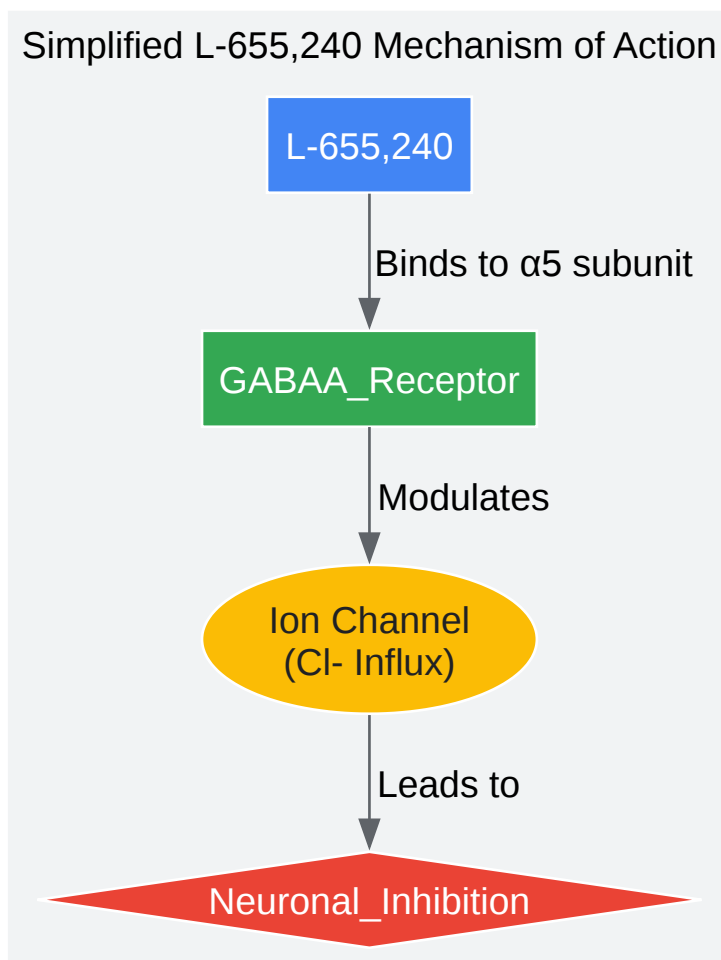 Simplified L-655,240 Mechanism of Action
L-655,240
Binds to α5 subunit
GABAA_Receptor
Modulates
Ion Channel
(Cl- Influx)
Leads to
Neuronal_Inhibition